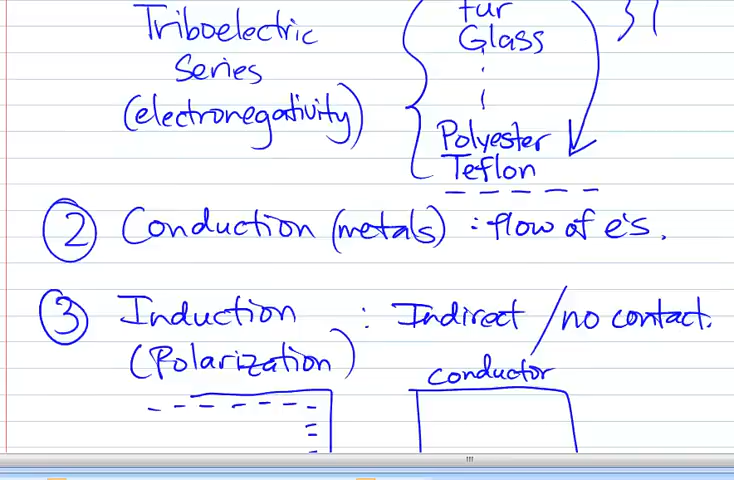 Triboelectric
Series
(electronegativity)
fur
Glass
Polyester
Teflon
② Conduction (metals) : flow of e's.
③ Induction : Indirect / no contact.
(Polarization)
conductor